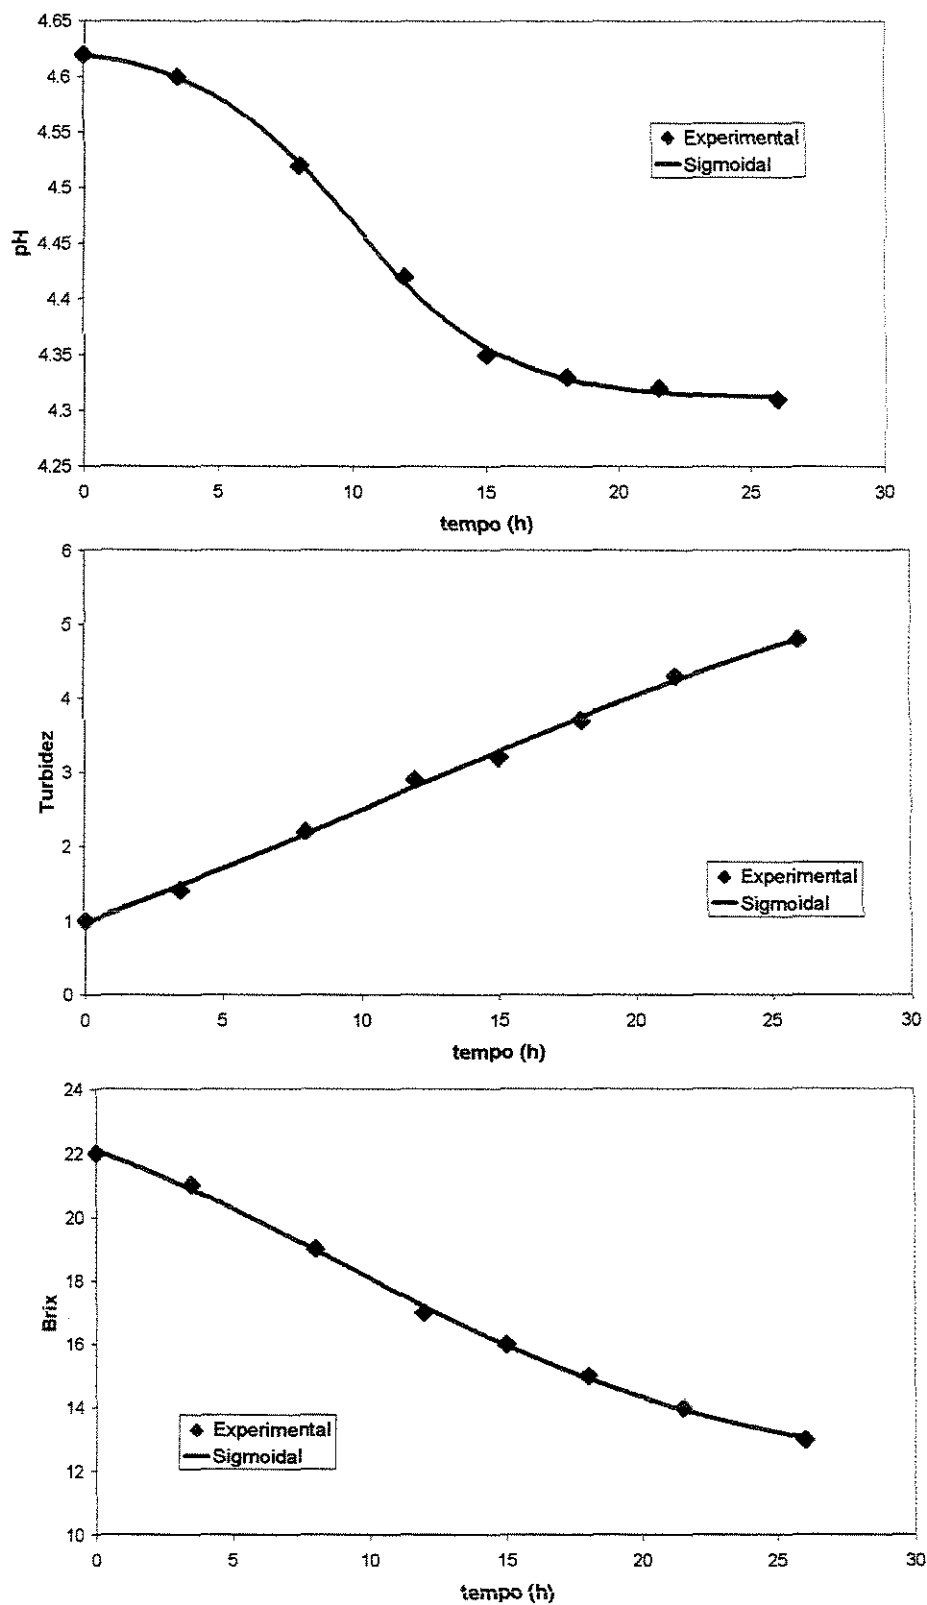 4.65
4.6
4.55
4.5
4.45
4.4
4.35
4.3
4.25
pH
Experimental
Sigmoidal
0 5 10 15 20 25 30
tempo (h)
6
5
4
3
2
1
0
Turbidez
Experimental
Sigmoidal
0 5 10 15 20 25 30
tempo (h)
24
22
20
18
16
14
12
10
Brix
Experimental
Sigmoidal
0 5 10 15 20 25 30
tempo (h)